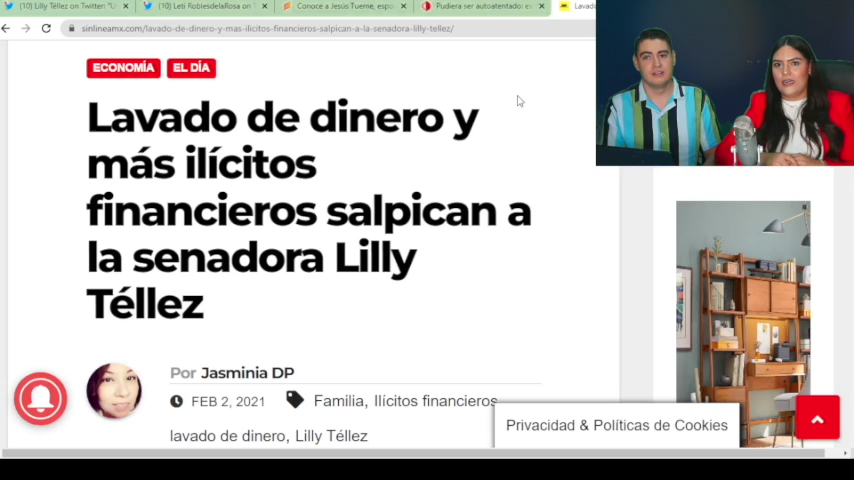 (10) Lilly Téllez on Twitter: "U
(10) Leti RoblesdelaRosa on T
Conoce a Jesús Tuerne, espo
Pudiera ser autoatentado: e
Lavado
sinlineamx.com/lavado-de-dinero-y-mas-ilicitos-financieros-salpican-a-la-senadora-lilly-tellez/
ECONOMÍA
EL DÍA
Lavado de dinero y
más ilícitos
financieros salpican a
la senadora Lilly
Téllez
Por Jasminia DP
FEB 2, 2021
Familia, Ilícitos financieros,
lavado de dinero, Lilly Téllez
Privacidad & Políticas de Cookies